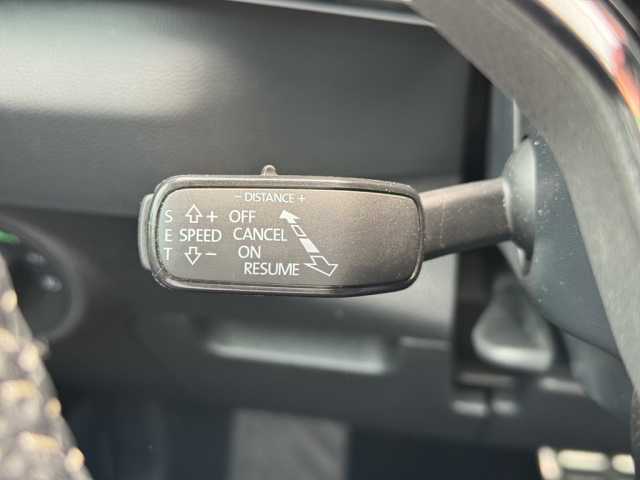 − DISTANCE +
S + OFF
E SPEED CANCEL
T − ON
RESUME